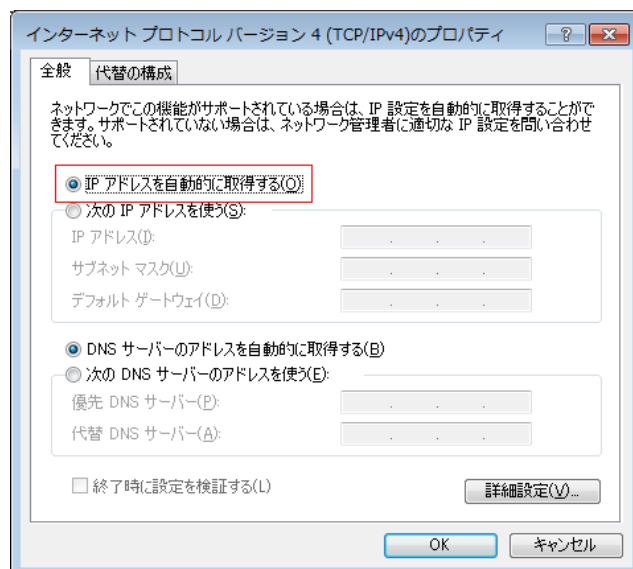 インターネット プロトコル バージョン 4 (TCP/IPv4)のプロパティ
全般
代替の構成
ネットワークでこの機能がサポートされている場合は、IP 設定を自動的に取得することがで
きます。サポートされていない場合は、ネットワーク管理者に適切な IP 設定を問い合わせ
てください。
IP アドレスを自動的に取得する(O)
次の IP アドレスを使う(S):
IP アドレス(I):
サブネット マスク(U):
デフォルト ゲートウェイ(D):
DNS サーバーのアドレスを自動的に取得する(B)
次の DNS サーバーのアドレスを使う(E):
優先 DNS サーバー(P):
代替 DNS サーバー(A):
終了時に設定を検証する(L)
詳細設定(V)...
OK
キャンセル